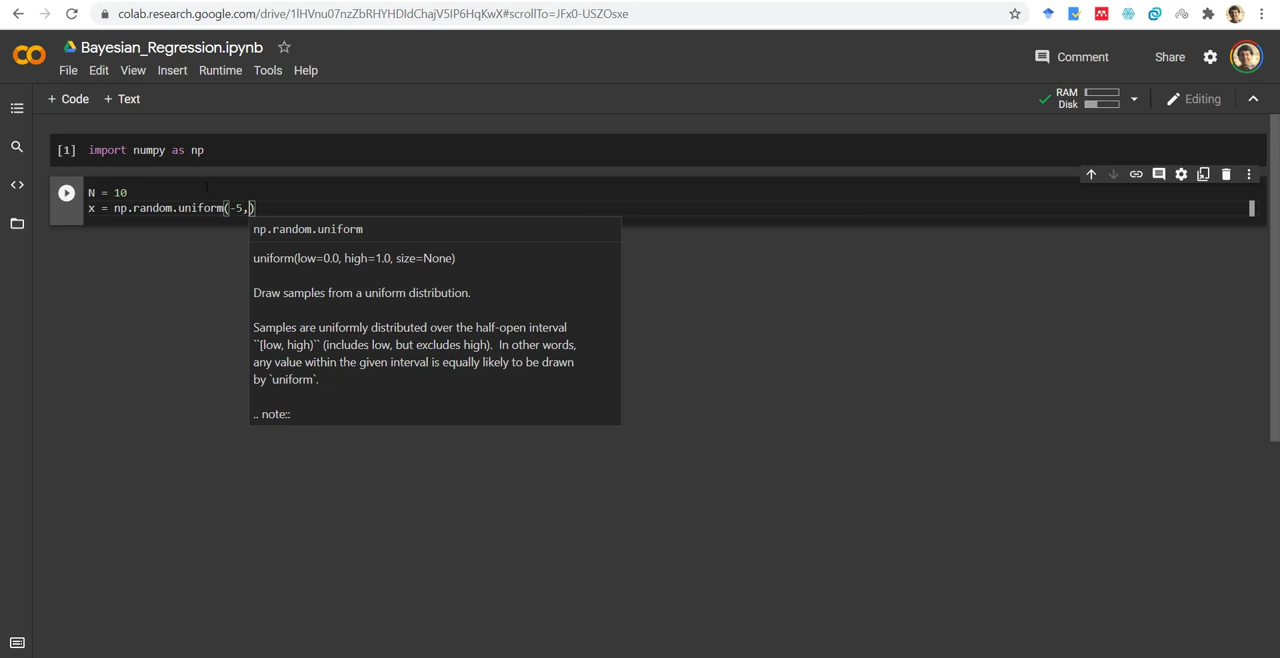 colab.research.google.com/drive/1lHVnu07nzZbRHYHDIdChajV5IP6HqKwX#scrollTo=JFx0-USZOsxe
Bayesian_Regression.ipynb
Comment
Share
File Edit View Insert Runtime Tools Help
+ Code + Text
RAM
Disk
Editing
[1] import numpy as np
N = 10
x = np.random.uniform(-5,)
np.random.uniform
uniform(low=0.0, high=1.0, size=None)
Draw samples from a uniform distribution.
Samples are uniformly distributed over the half-open interval
``[low, high)`` (includes low, but excludes high).  In other words,
any value within the given interval is equally likely to be drawn
by `uniform`.
.. note::